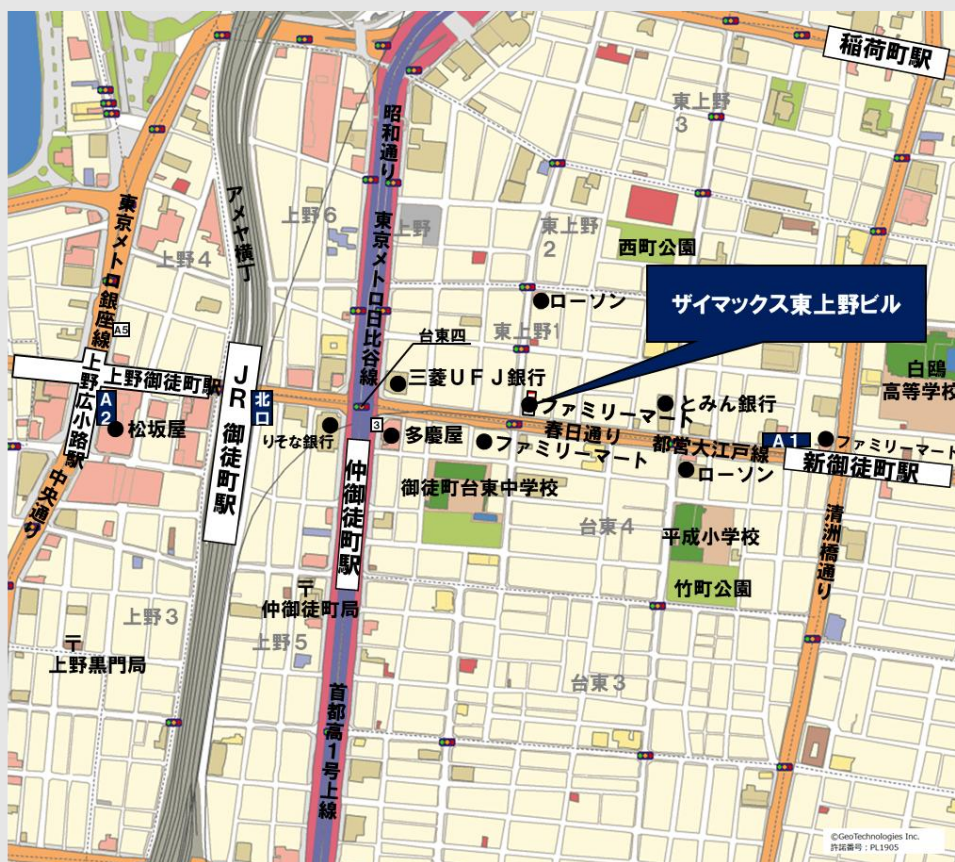 稲荷町駅
東上野
3
昭和通り
東京メトロ銀座線
アメヤ横丁
上野6
上野4
上野
東京メトロ日比谷線
東上野
2
西町公園
ローソン
ザイマックス東上野ビル
A5
台東四
東上野1
上野御徒町駅
上野広小路駅
A2
松坂屋
JR御徒町駅
北口
りそな銀行
三菱UFJ銀行
3
多慶屋
ファミリーマート
とみん銀行
春日通り
ファミリーマート
都営大江戸線
A1
ファミリーマート
白鴎
高等学校
新御徒町駅
ローソン
中央通り
仲御徒町駅
御徒町台東中学校
台東4
平成小学校
清洲橋通り
竹町公園
〒
仲御徒町局
上野3
上野5
〒
上野黒門局
台東3
首都高1号上線
©GeoTechnologies Inc.
許諾番号：PL1905